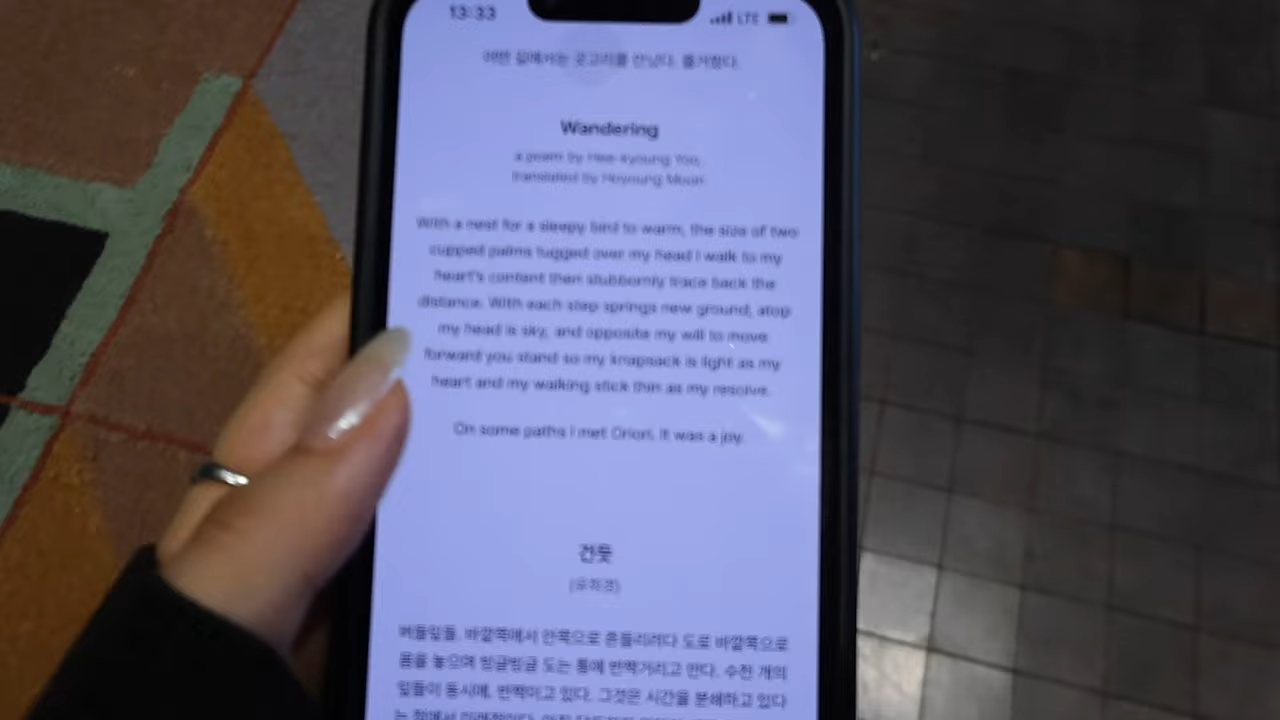 13:33
LTE
어떤 길에서는 꾀꼬리를 만났다. 즐거웠다.
Wandering
a poem by Hee-kyoung Yoo,
translated by Hoyoung Moon
With a nest for a sleepy bird to warm, the size of two
cupped palms tugged over my head I walk to my
heart's content then stubbornly trace back the
distance. With each step springs new ground, atop
my head is sky, and opposite my will to move
forward you stand so my knapsack is light as my
heart and my walking stick thin as my resolve.
On some paths I met Orion. It was a joy.
건듯
(유희경)
버들잎들. 바깥쪽에서 안쪽으로 흔들리려다 도로 바깥쪽으로
몸을 놓으며 빙글빙글 도는 통에 반짝거리고 만다. 수천 개의
잎들이 동시에. 반짝이고 있다. 그것은 시간을 분쇄하고 있다
는 점에서